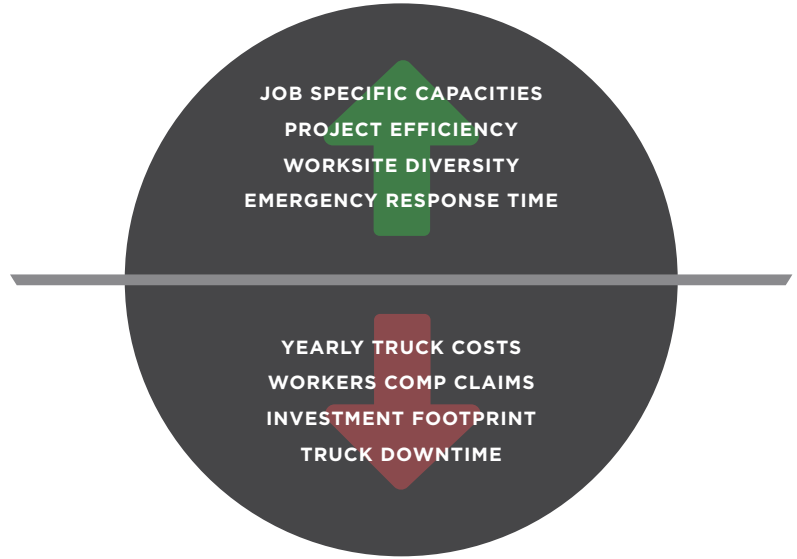 JOB SPECIFIC CAPACITIES
PROJECT EFFICIENCY
WORKSITE DIVERSITY
EMERGENCY RESPONSE TIME
YEARLY TRUCK COSTS
WORKERS COMP CLAIMS
INVESTMENT FOOTPRINT
TRUCK DOWNTIME